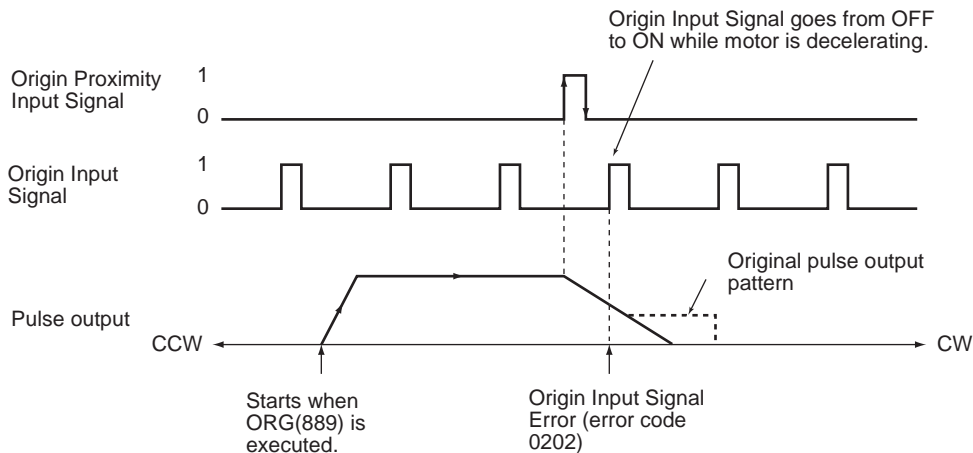 Origin Input Signal goes from OFF
to ON while motor is decelerating.
Origin Proximity
Input Signal
1
0
Origin Input
Signal
1
0
Original pulse output
pattern
Pulse output
CCW
CW
Starts when
ORG(889) is
executed.
Origin Input Signal
Error (error code
0202)